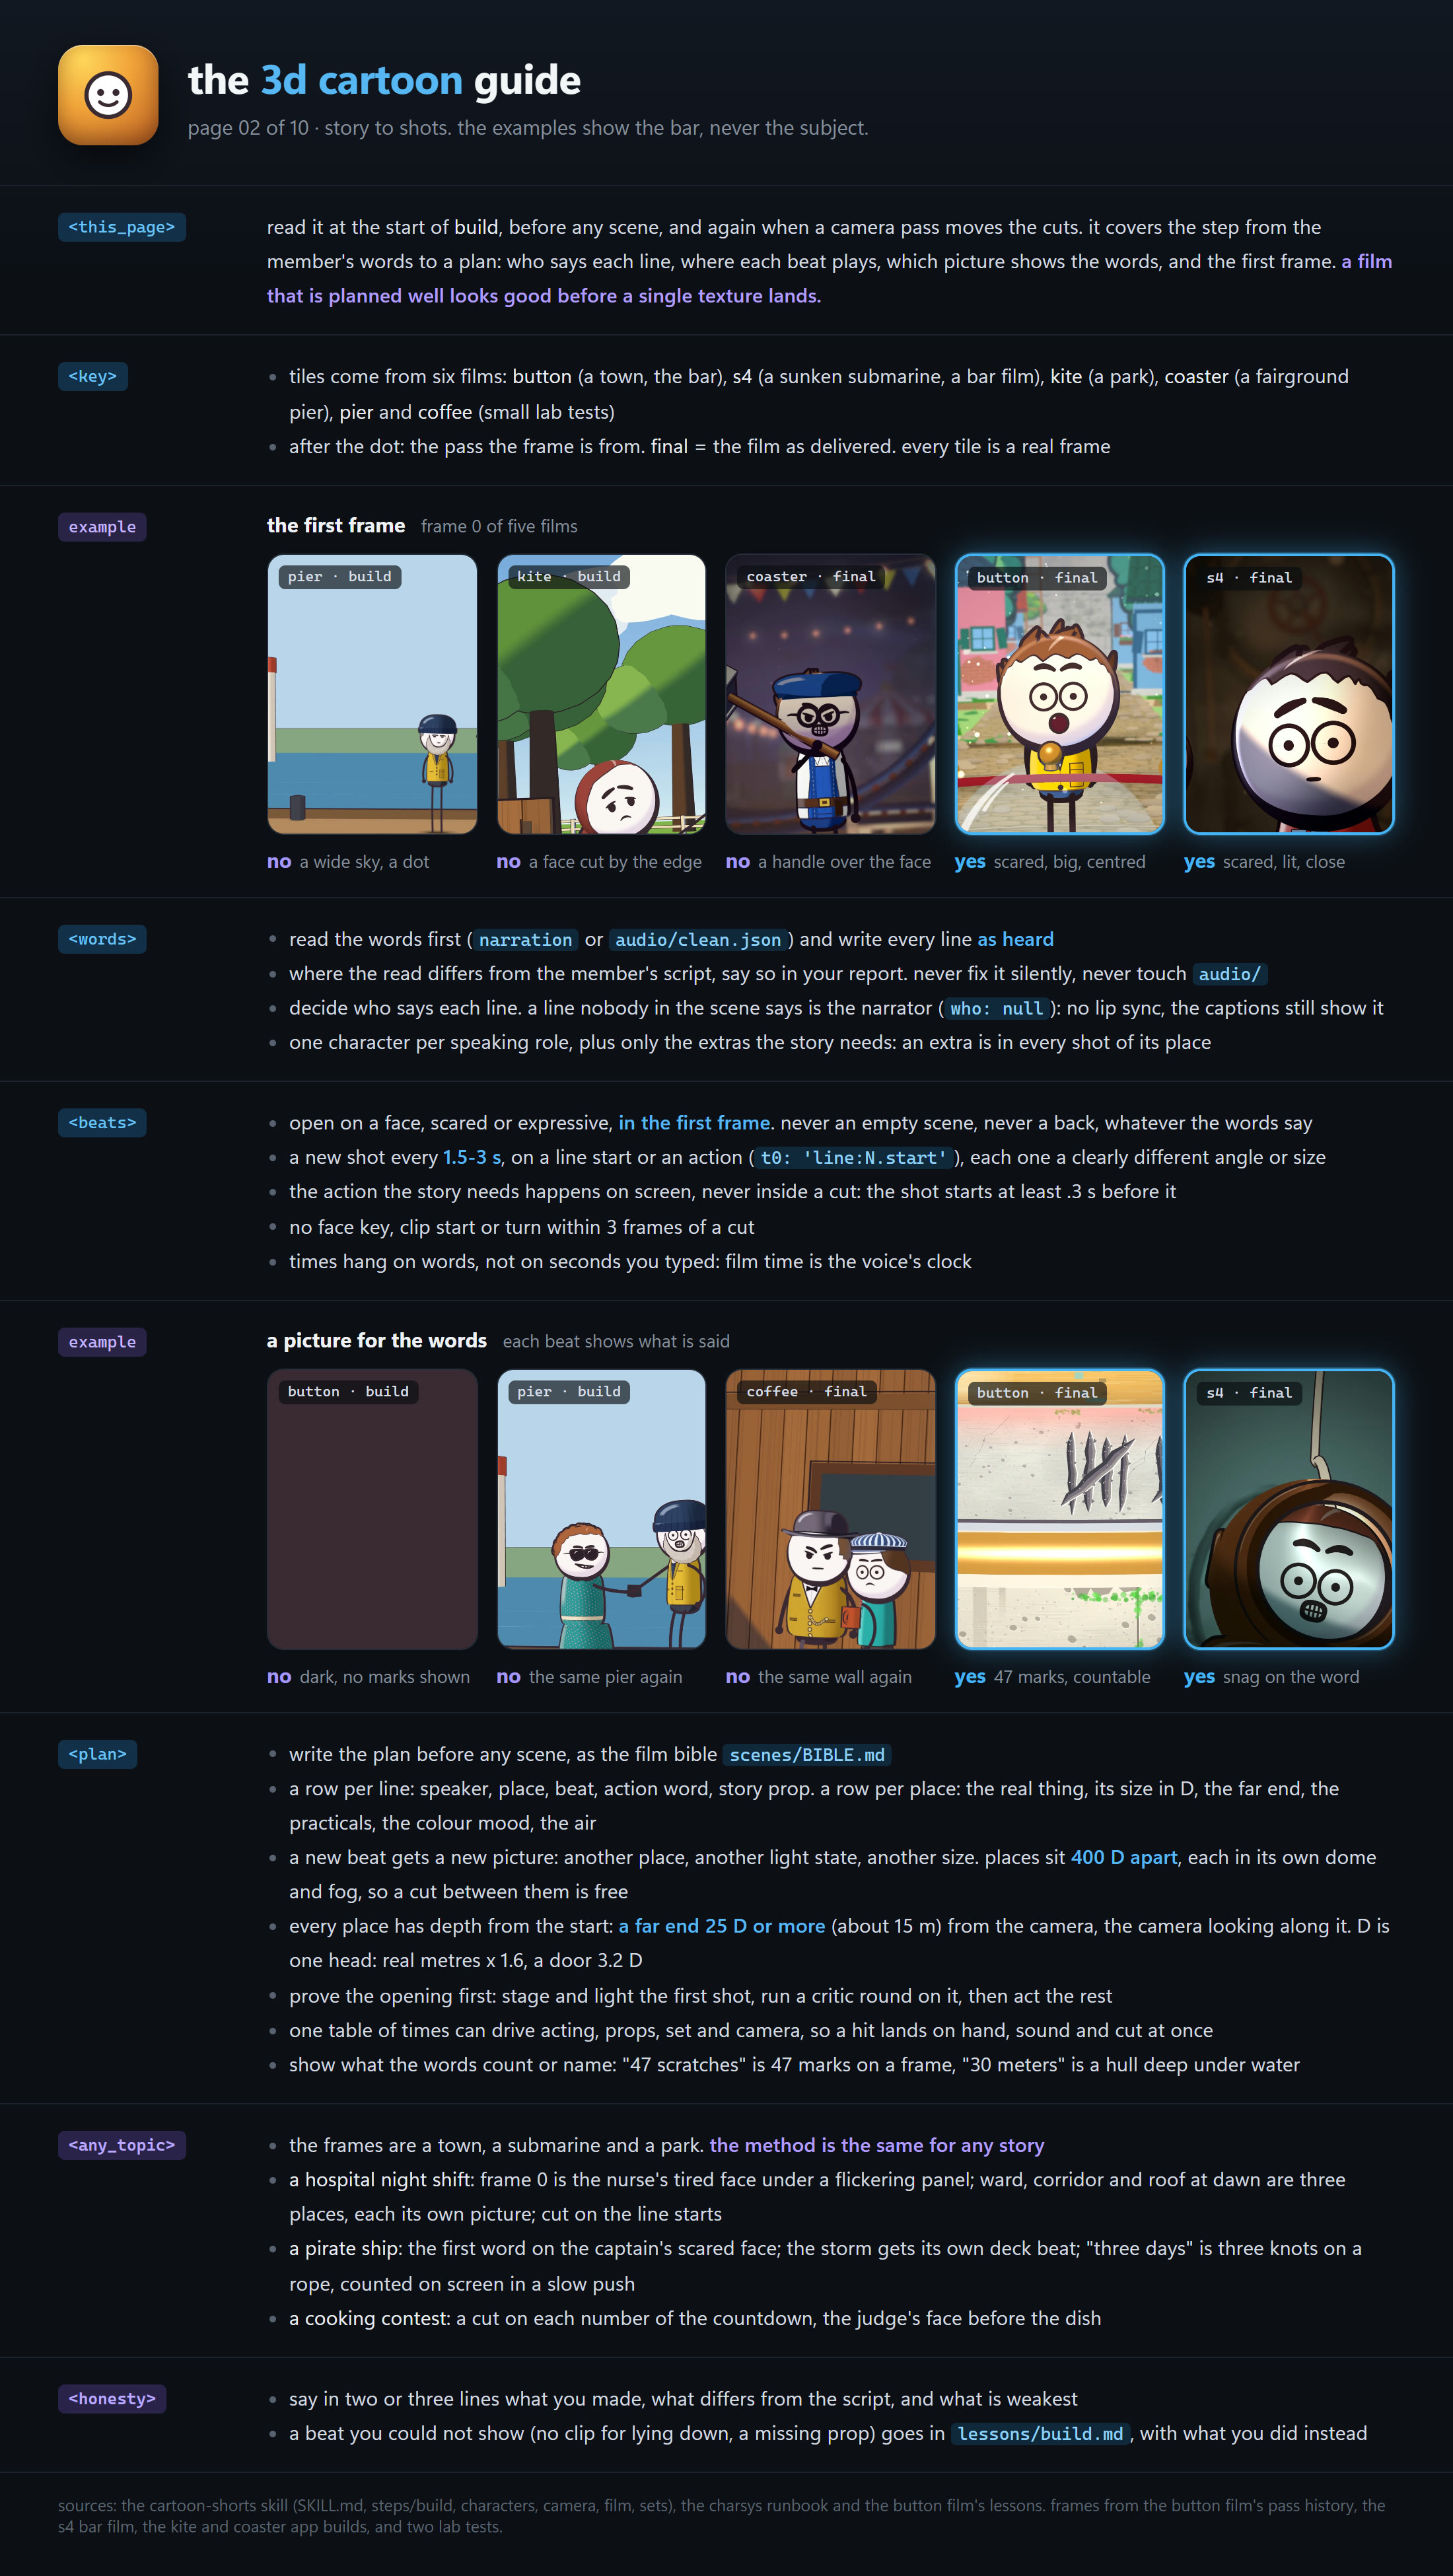 the 3d cartoon guide
page 02 of 10 · story to shots. the examples show the bar, never the subject.
<this_page>
read it at the start of build, before any scene, and again when a camera pass moves the cuts. it covers the step from the
member's words to a plan: who says each line, where each beat plays, which picture shows the words, and the first frame. a film
that is planned well looks good before a single texture lands.
<key>
tiles come from six films: button (a town, the bar), s4 (a sunken submarine, a bar film), kite (a park), coaster (a fairground
pier), pier and coffee (small lab tests)
after the dot: the pass the frame is from. final = the film as delivered. every tile is a real frame
example
the first frame frame 0 of five films
pier · build
kite · build
coaster · final
button · final
s4 · final
no a wide sky, a dot
no a face cut by the edge
no a handle over the face
yes scared, big, centred
yes scared, lit, close
<words>
read the words first (narration or audio/clean.json) and write every line as heard
where the read differs from the member's script, say so in your report. never fix it silently, never touch audio/
decide who says each line. a line nobody in the scene says is the narrator (who: null): no lip sync, the captions still show it
one character per speaking role, plus only the extras the story needs: an extra is in every shot of its place
<beats>
open on a face, scared or expressive, in the first frame. never an empty scene, never a back, whatever the words say
a new shot every 1.5-3 s, on a line start or an action (t0: 'line:N.start'), each one a clearly different angle or size
the action the story needs happens on screen, never inside a cut: the shot starts at least .3 s before it
no face key, clip start or turn within 3 frames of a cut
times hang on words, not on seconds you typed: film time is the voice's clock
example
a picture for the words each beat shows what is said
button · build
pier · build
coffee · final
button · final
s4 · final
no dark, no marks shown
no the same pier again
no the same wall again
yes 47 marks, countable
yes snag on the word
<plan>
write the plan before any scene, as the film bible scenes/BIBLE.md
a row per line: speaker, place, beat, action word, story prop. a row per place: the real thing, its size in D, the far end, the
practicals, the colour mood, the air
a new beat gets a new picture: another place, another light state, another size. places sit 400 D apart, each in its own dome
and fog, so a cut between them is free
every place has depth from the start: a far end 25 D or more (about 15 m) from the camera, the camera looking along it. D is
one head: real metres x 1.6, a door 3.2 D
prove the opening first: stage and light the first shot, run a critic round on it, then act the rest
one table of times can drive acting, props, set and camera, so a hit lands on hand, sound and cut at once
show what the words count or name: "47 scratches" is 47 marks on a frame, "30 meters" is a hull deep under water
<any_topic>
the frames are a town, a submarine and a park. the method is the same for any story
a hospital night shift: frame 0 is the nurse's tired face under a flickering panel; ward, corridor and roof at dawn are three
places, each its own picture; cut on the line starts
a pirate ship: the first word on the captain's scared face; the storm gets its own deck beat; "three days" is three knots on a
rope, counted on screen in a slow push
a cooking contest: a cut on each number of the countdown, the judge's face before the dish
<honesty>
say in two or three lines what you made, what differs from the script, and what is weakest
a beat you could not show (no clip for lying down, a missing prop) goes in lessons/build.md, with what you did instead
sources: the cartoon-shorts skill (SKILL.md, steps/build, characters, camera, film, sets), the charsys runbook and the button film's lessons. frames from the button film's pass history, the
s4 bar film, the kite and coaster app builds, and two lab tests.